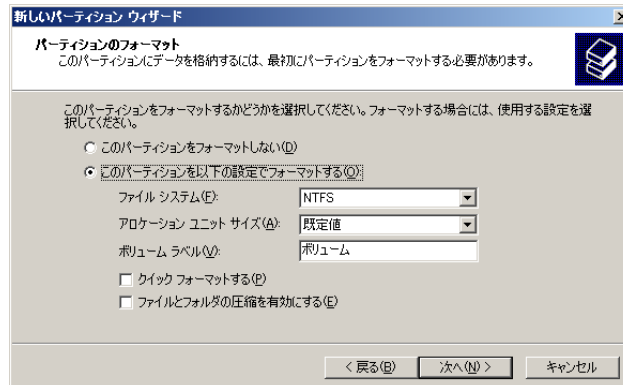 新しいパーティション ウィザード
パーティションのフォーマット
このパーティションにデータを格納するには、最初にパーティションをフォーマットする必要があります。
このパーティションをフォーマットするかどうかを選択してください。フォーマットする場合には、使用する設定を選
択してください。
このパーティションをフォーマットしない(D)
このパーティションを以下の設定でフォーマットする(O):
ファイル システム(F): NTFS
アロケーション ユニット サイズ(A): 既定値
ボリューム ラベル(V): ボリューム
クイック フォーマットする(P)
ファイルとフォルダの圧縮を有効にする(E)
< 戻る(B) 次へ(N) > キャンセル